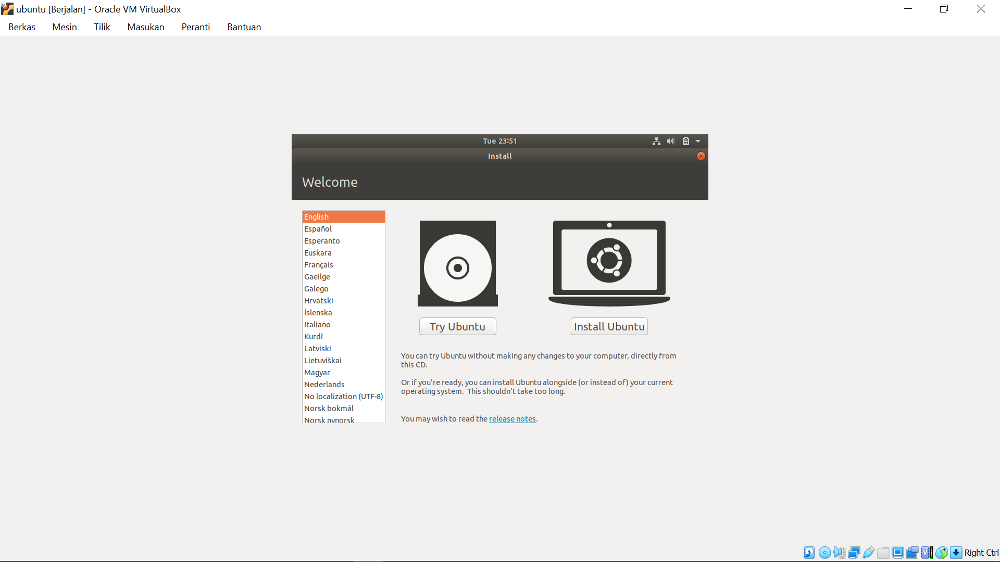 ubuntu [Berjalan] - Oracle VM VirtualBox
Berkas Mesin Tilik Masukan Peranti Bantuan
Tue 23:51
Install
Welcome
English
Español
Esperanto
Euskara
Français
Gaeilge
Galego
Hrvatski
Íslenska
Italiano
Kurdî
Latviski
Lietuviškai
Magyar
Nederlands
No localization (UTF-8)
Norsk bokmål
Norsk nynorsk
Try Ubuntu
Install Ubuntu
You can try Ubuntu without making any changes to your computer, directly from
this CD.
Or if you're ready, you can install Ubuntu alongside (or instead of) your current
operating system. This shouldn't take too long.
You may wish to read the release notes.
Right Ctrl